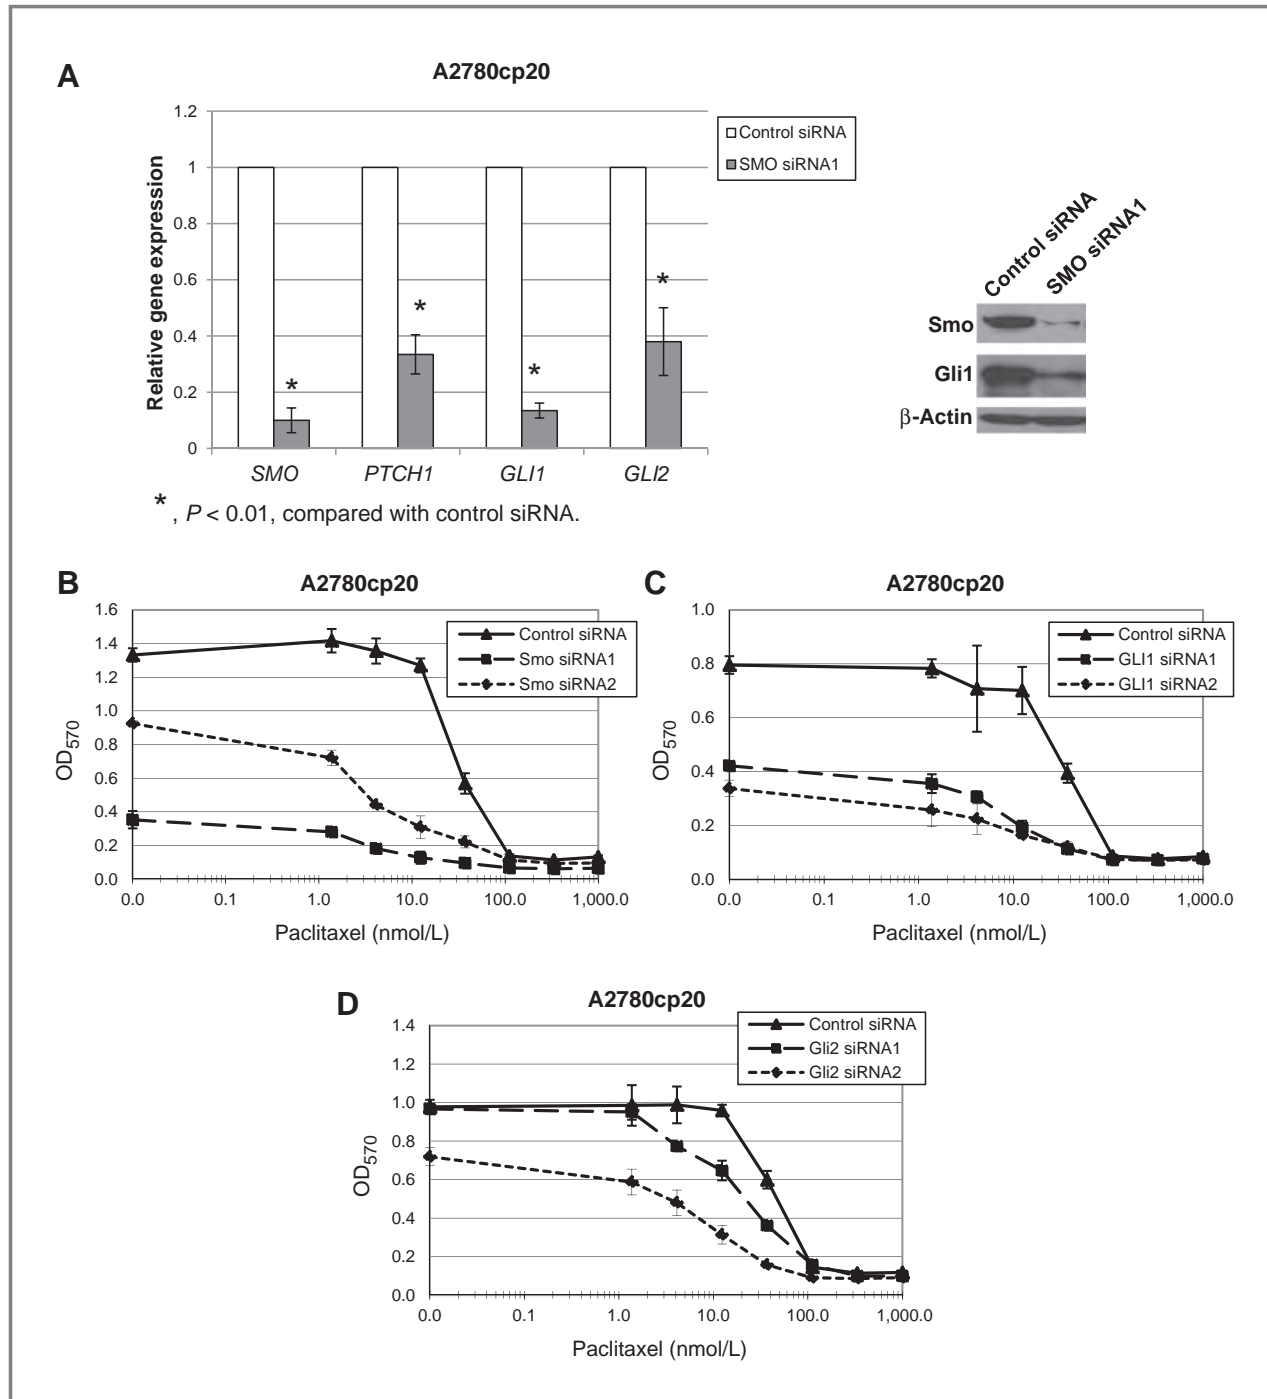 A
A2780cp20
Relative gene expression
1.2
1
0.8
0.6
0.4
0.2
0
*
*
*
*
SMO
PTCH1
GLI1
GLI2
Control siRNA
SMO siRNA1
*, P < 0.01, compared with control siRNA.
Control siRNA
SMO siRNA1
Smo
Gli1
β-Actin
B
A2780cp20
OD570
1.6
1.4
1.2
1.0
0.8
0.6
0.4
0.2
0.0
Control siRNA
Smo siRNA1
Smo siRNA2
0.0
0.1
1.0
10.0
100.0
1,000.0
Paclitaxel (nmol/L)
C
A2780cp20
OD570
1.0
0.8
0.6
0.4
0.2
0.0
Control siRNA
GLI1 siRNA1
GLI1 siRNA2
0.0
0.1
1.0
10.0
100.0
1,000.0
Paclitaxel (nmol/L)
D
A2780cp20
OD570
1.4
1.2
1.0
0.8
0.6
0.4
0.2
0.0
Control siRNA
Gli2 siRNA1
Gli2 siRNA2
0.0
0.1
1.0
10.0
100.0
1,000.0
Paclitaxel (nmol/L)